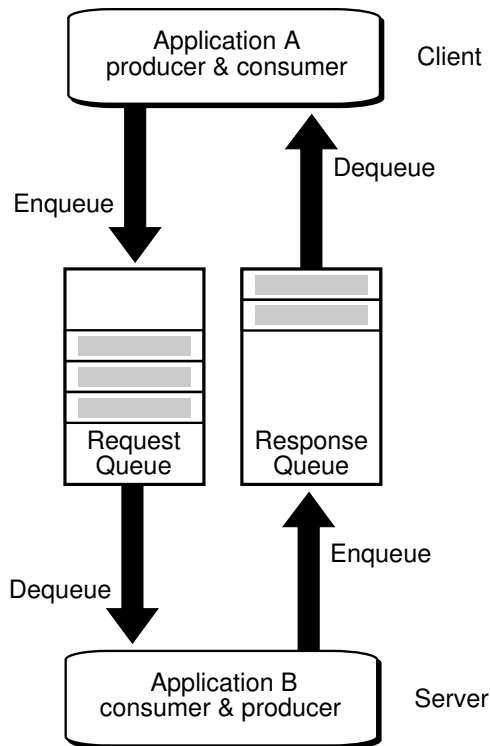 Application A
producer & consumer
Client
Enqueue
Dequeue
Request
Queue
Response
Queue
Dequeue
Enqueue
Application B
consumer & producer
Server